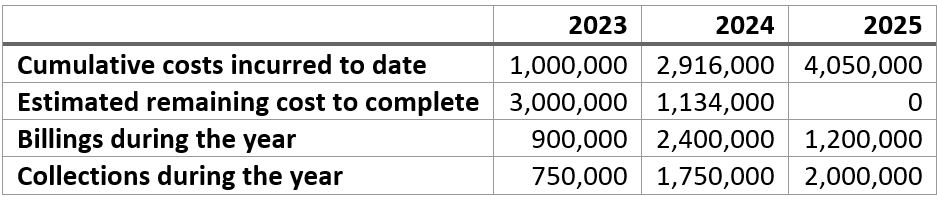 2023 2024 2025
Cumulative costs incurred to date 1,000,000 2,916,000 4,050,000
Estimated remaining cost to complete 3,000,000 1,134,000 0
Billings during the year 900,000 2,400,000 1,200,000
Collections during the year 750,000 1,750,000 2,000,000